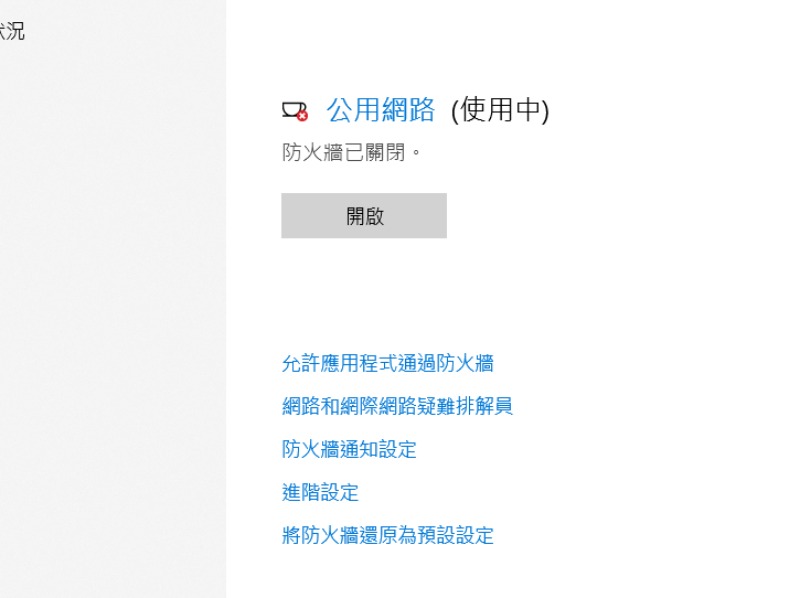 狀況
公用網路 (使用中)
防火牆已關閉。
開啟
允許應用程式通過防火牆
網路和網際網路疑難排解員
防火牆通知設定
進階設定
將防火牆還原為預設設定